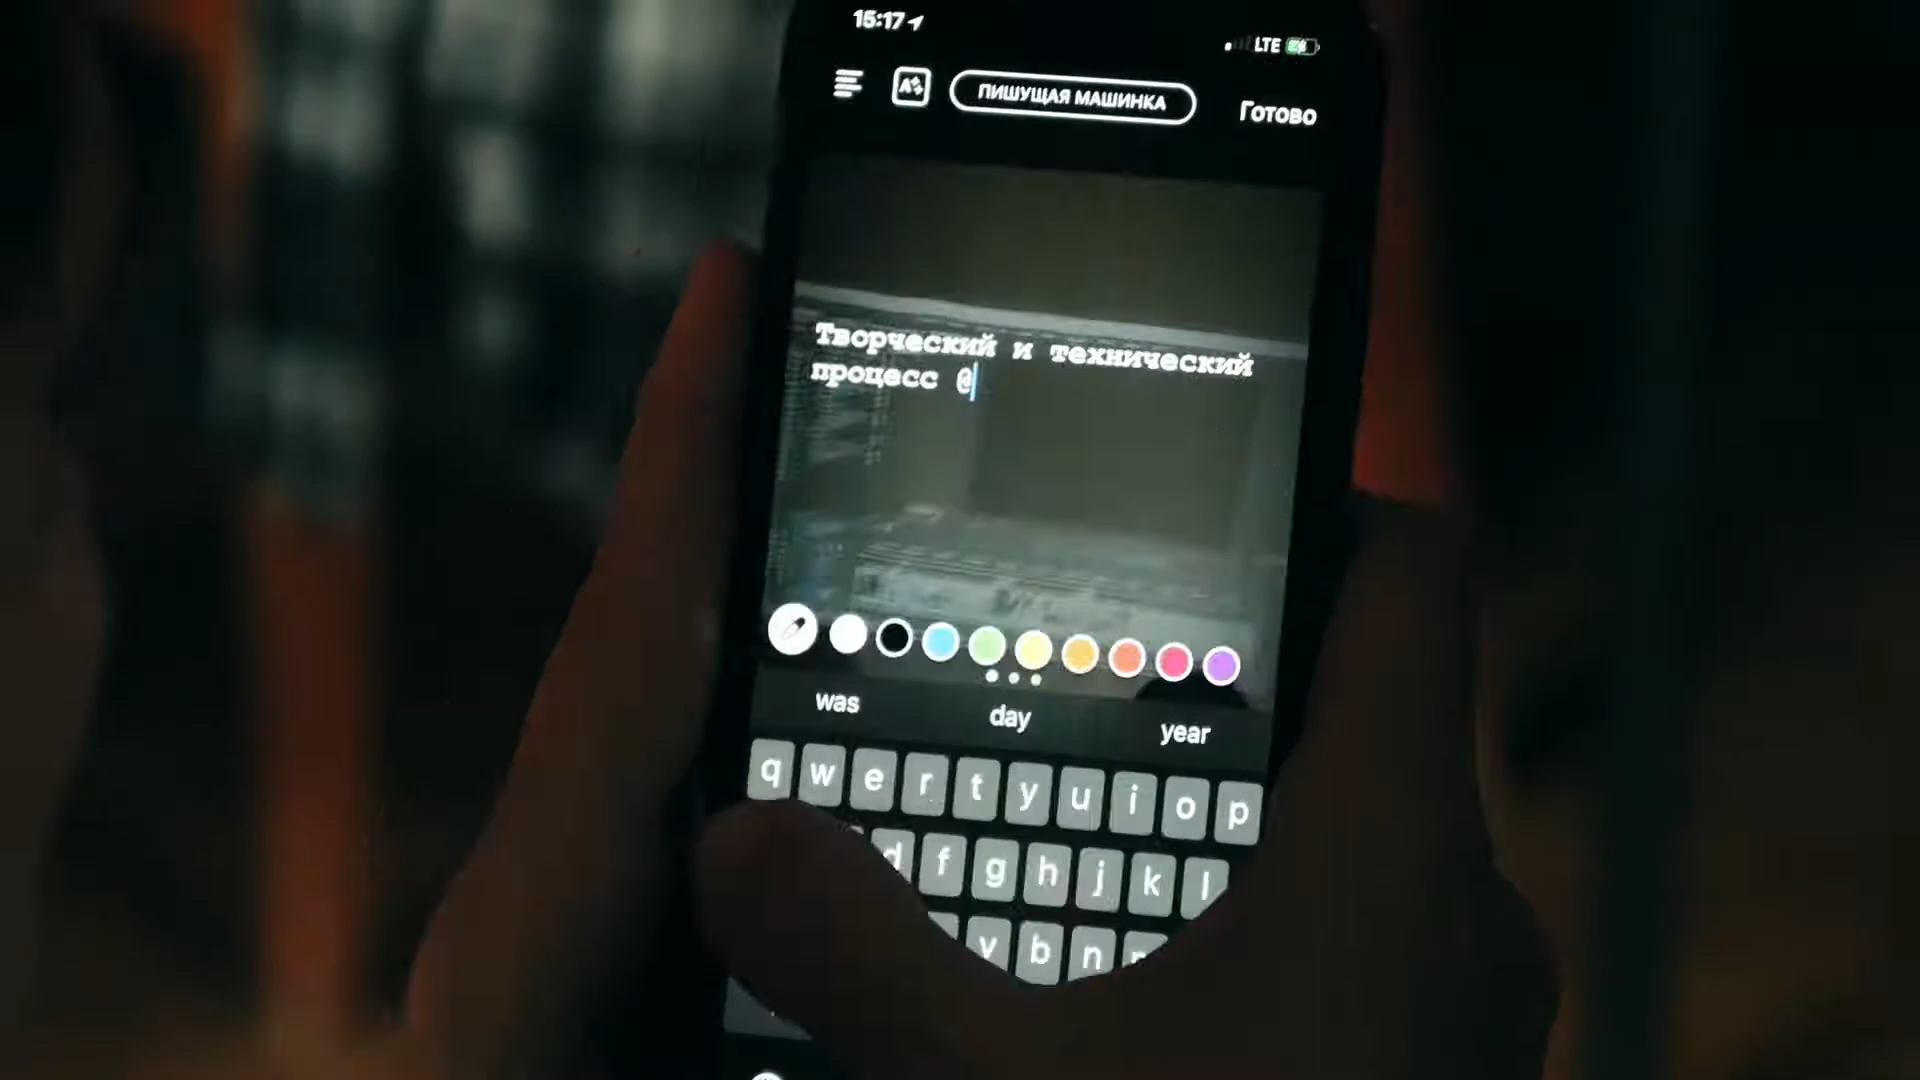 15:17
LTE
ПИШУЩАЯ МАШИНКА
Готово
Творческий и технический
процесс @
was day year
q w e r t y u i o p
d f g h j k l
v b n